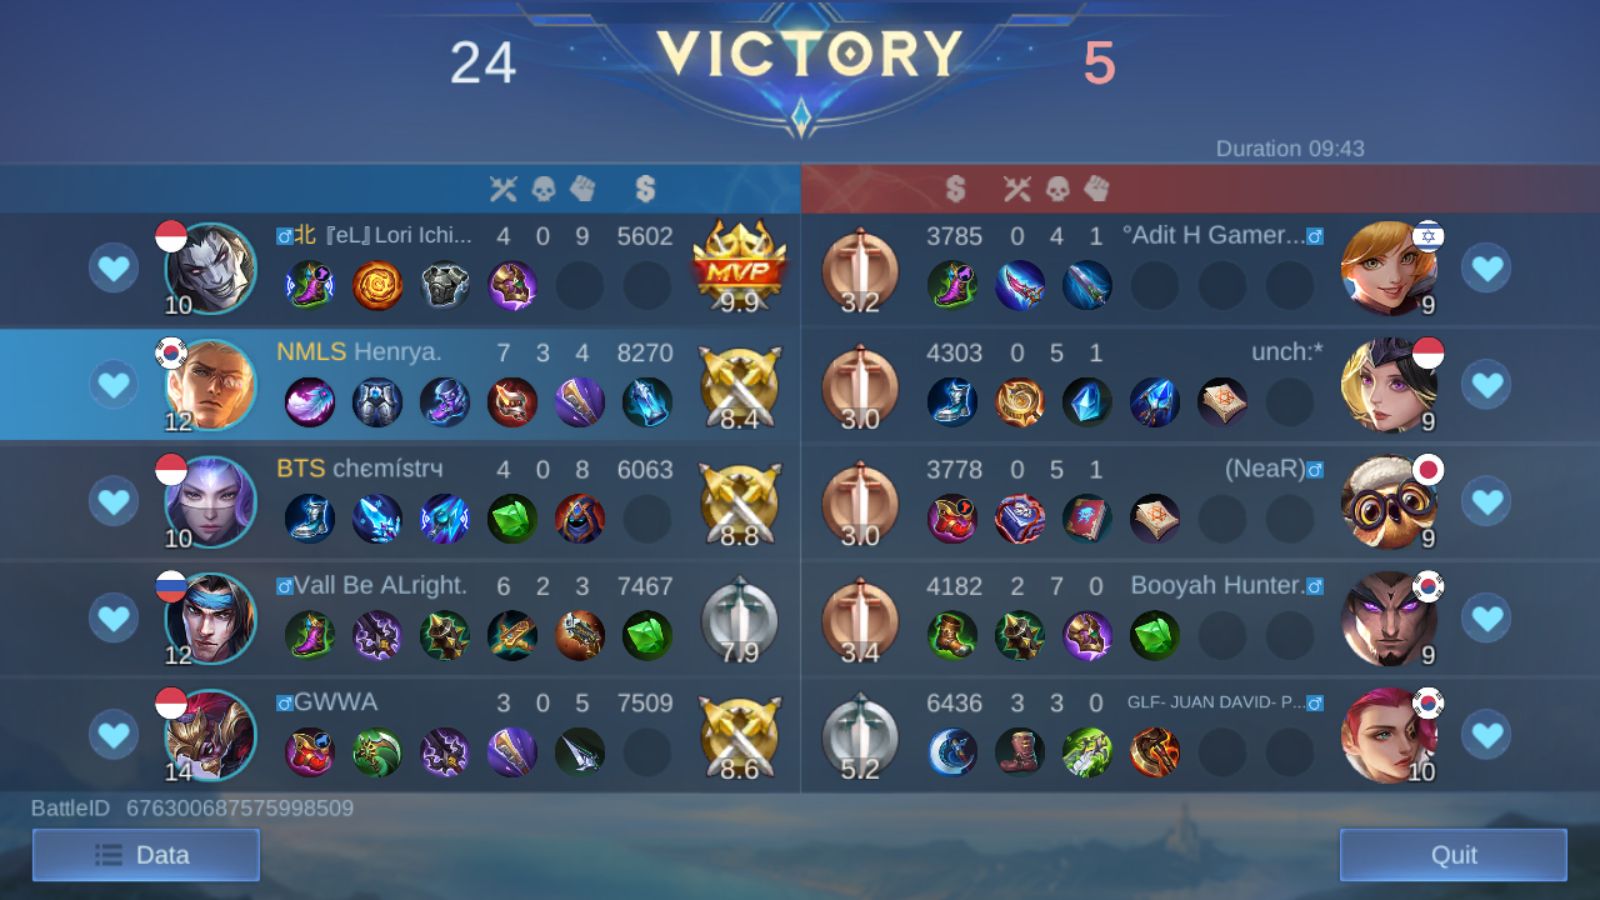 24 VICTORY 5
Duration 09:43
北『eL』Lori Ichi... 4 0 9 5602
10 MVP 9.9
3785 0 4 1 °Adit H Gamer...
3.2 9
NMLS Henrya. 7 3 4 8270
12 8.4
4303 0 5 1 unch:*
3.0 9
BTS chєmístrч 4 0 8 6063
10 8.8
3778 0 5 1 (NeaR)
3.0 9
Vall Be ALright. 6 2 3 7467
12 7.9
4182 2 7 0 Booyah Hunter.
3.4 9
GWWA 3 0 5 7509
14 8.6
6436 3 3 0 GLF- JUAN DAVID- P...
5.2 10
BattleID 676300687575998509
Data Quit